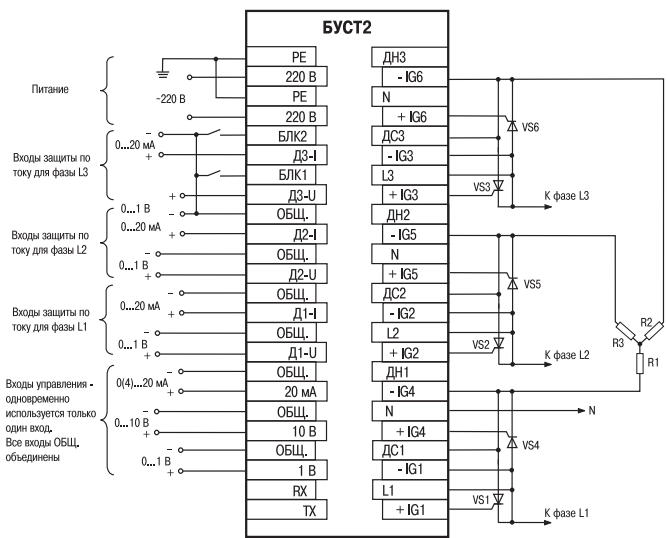 БУСТ2
PE
220 В
PE
220 В
БЛК2
Д3-I
БЛК1
Д3-U
ОБЩ.
Д2-I
ОБЩ.
Д2-U
ОБЩ.
Д1-I
ОБЩ.
Д1-U
ОБЩ.
20 мА
ОБЩ.
10 В
ОБЩ.
1 В
RX
TX
ДН3
- IG6
N
+ IG6
ДС3
- IG3
L3
+ IG3
ДН2
- IG5
N
+ IG5
ДС2
- IG2
L2
+ IG2
ДН1
- IG4
N
+ IG4
ДС1
- IG1
L1
+ IG1
Питание
~220 В
Входы защиты по
току для фазы L3
–
0...20 мА
+
+
0...1 В
–
Входы защиты по
току для фазы L2
0...20 мА
+
–
0...1 В
+
Входы защиты по
току для фазы L1
–
0...20 мА
+
–
0...1 В
+
Входы управления -
одновременно
используется только
один вход.
Все входы ОБЩ.
объединены
–
0(4)...20 мА
+
–
0...10 В
+
–
0...1 В
+
VS6
VS3
К фазе L3
VS5
VS2
К фазе L2
R3
R2
R1
N
VS4
VS1
К фазе L1